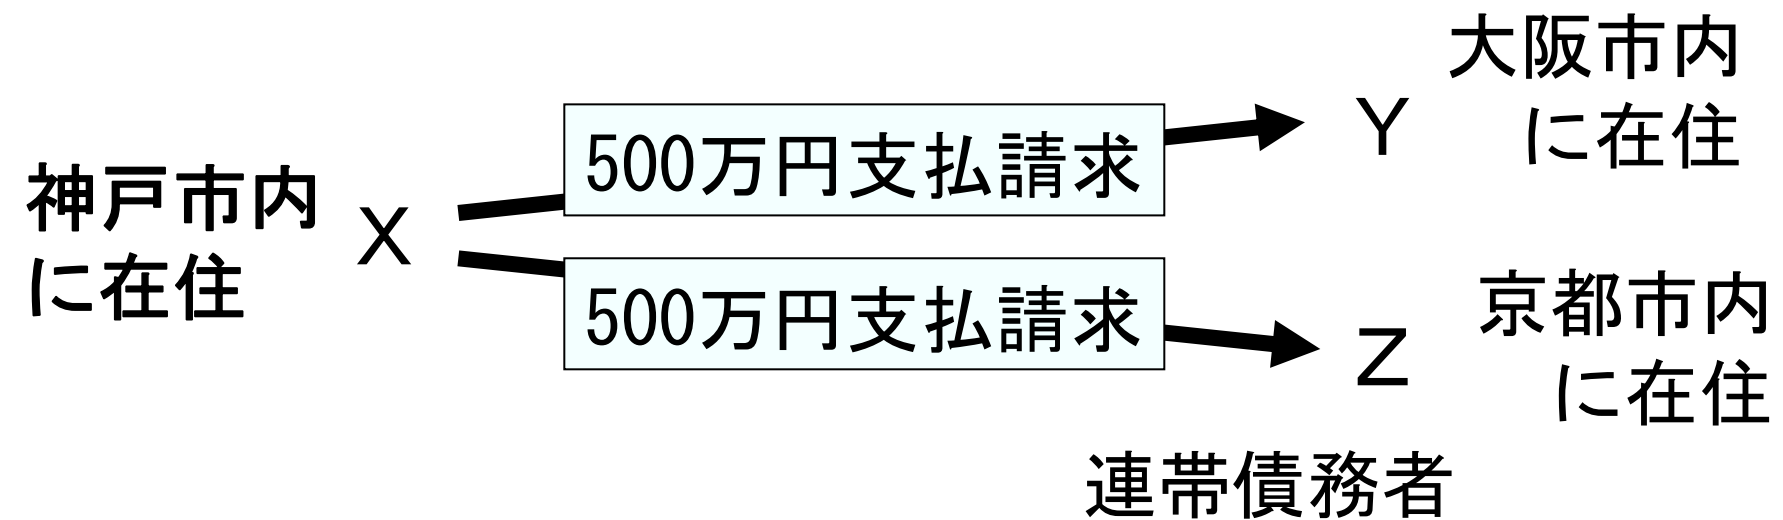 神戸市内
に在住
X
500万円支払請求
Y
大阪市内
に在住
500万円支払請求
Z
京都市内
に在住
連帯債務者